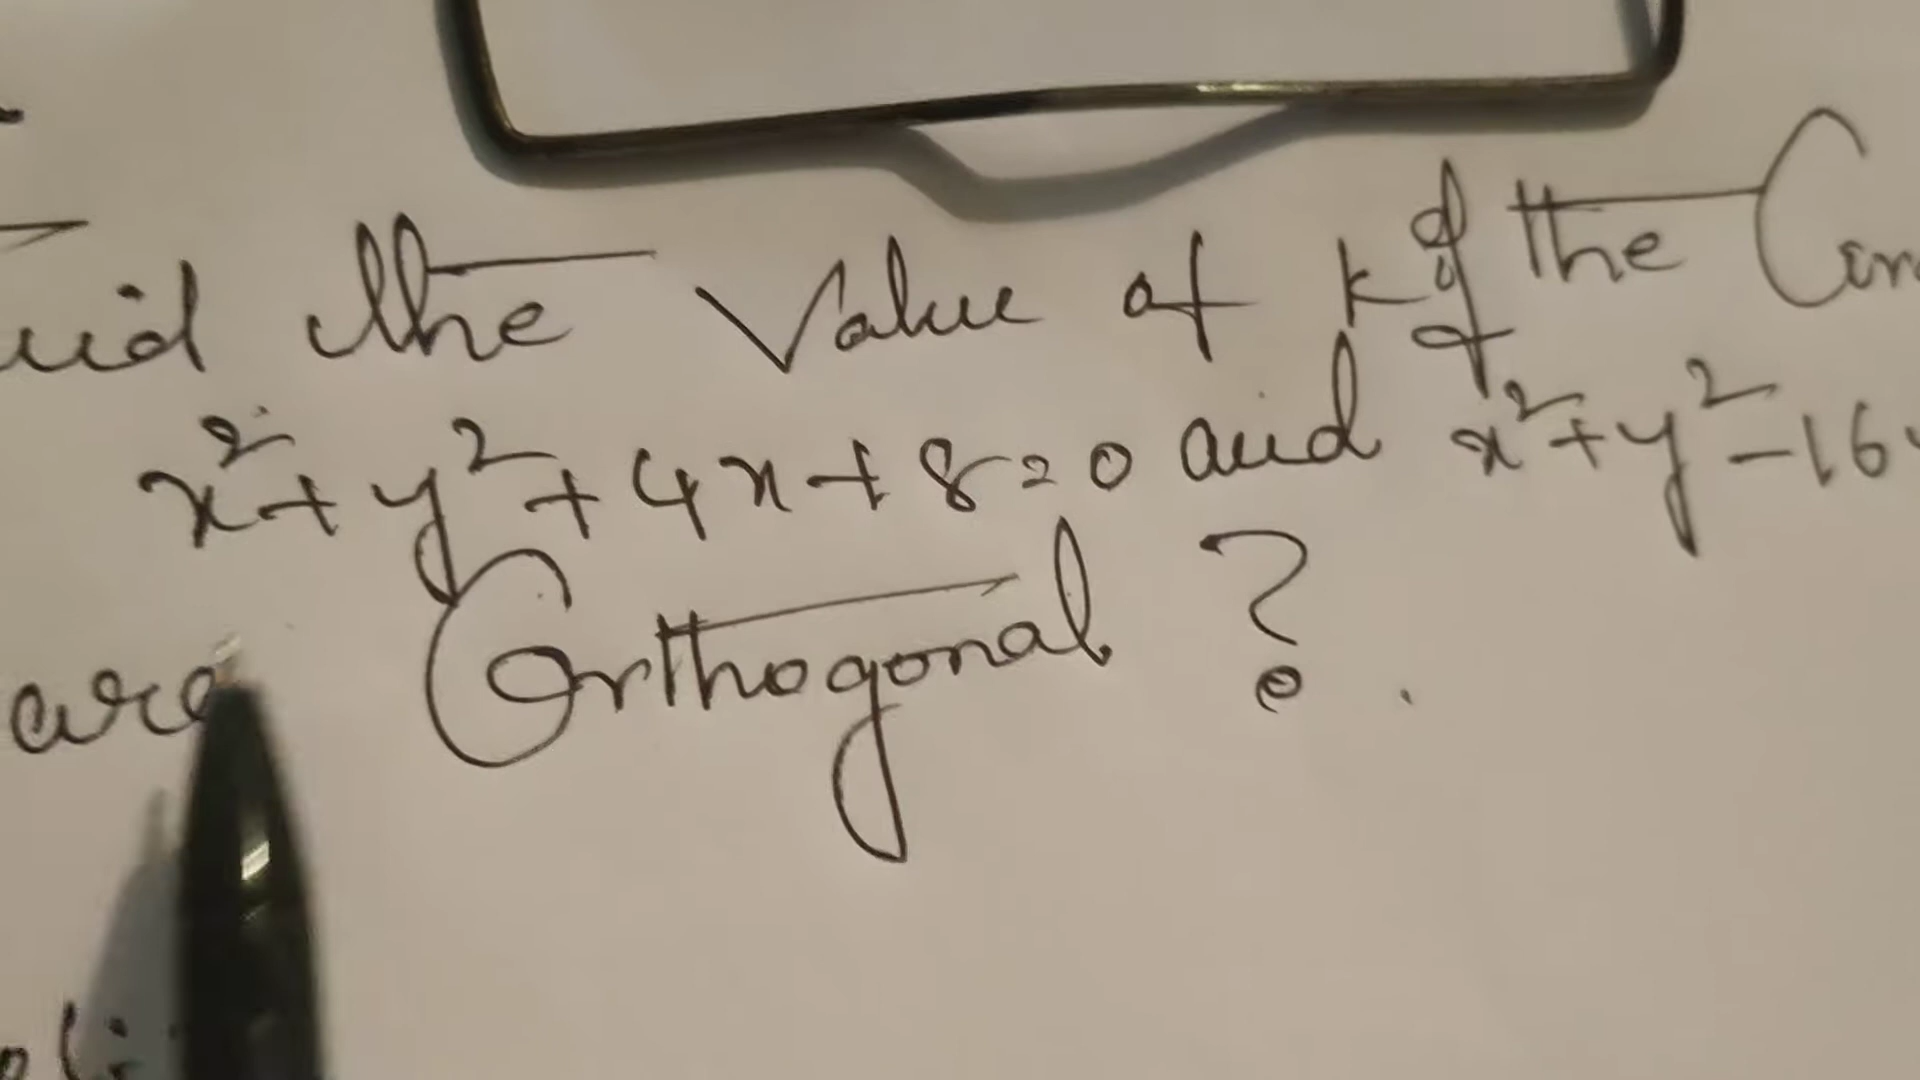 the Value of k if the
x²+y²+4x+8=0 and x²+y²-16
are Orthogonal ?